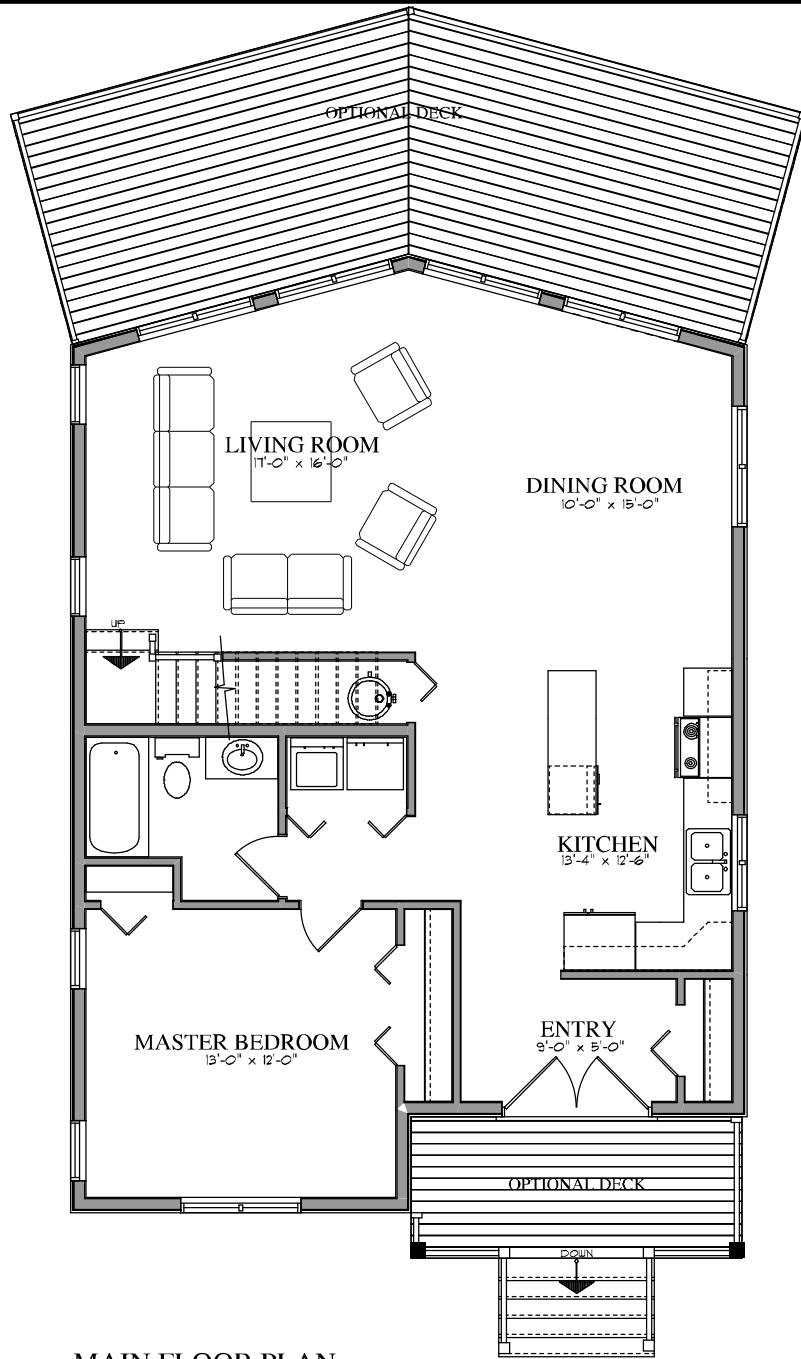 OPTIONAL DECK
LIVING ROOM
17'-0" x 16'-0"
DINING ROOM
10'-0" x 15'-0"
UP
KITCHEN
13'-4" x 12'-6"
MASTER BEDROOM
13'-0" x 12'-0"
ENTRY
9'-0" x 5'-0"
OPTIONAL DECK
DOWN
MAIN FLOOR PLAN